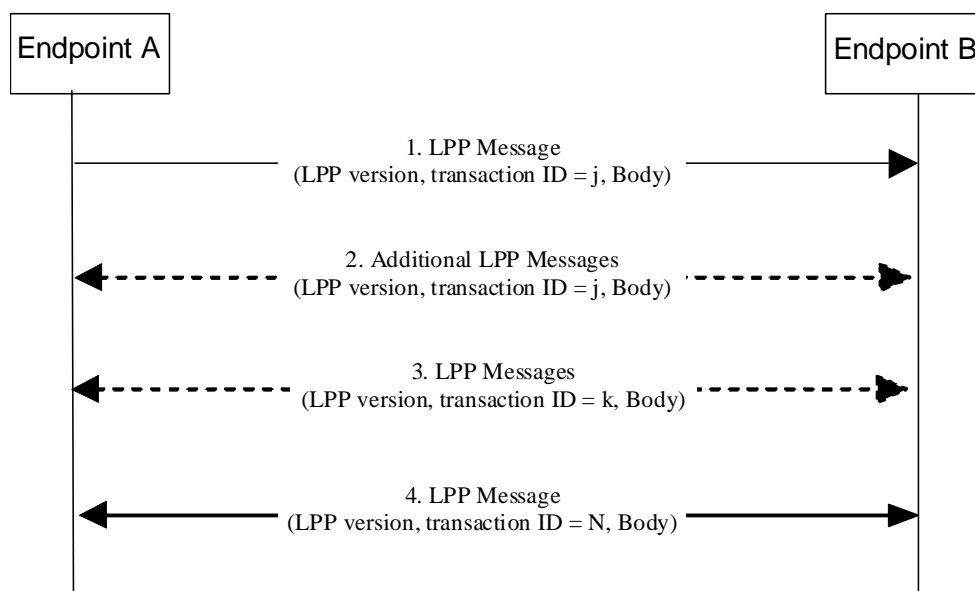 Endpoint A
Endpoint B
1. LPP Message
(LPP version, transaction ID = j, Body)
2. Additional LPP Messages
(LPP version, transaction ID = j, Body)
3. LPP Messages
(LPP version, transaction ID = k, Body)
4. LPP Message
(LPP version, transaction ID = N, Body)